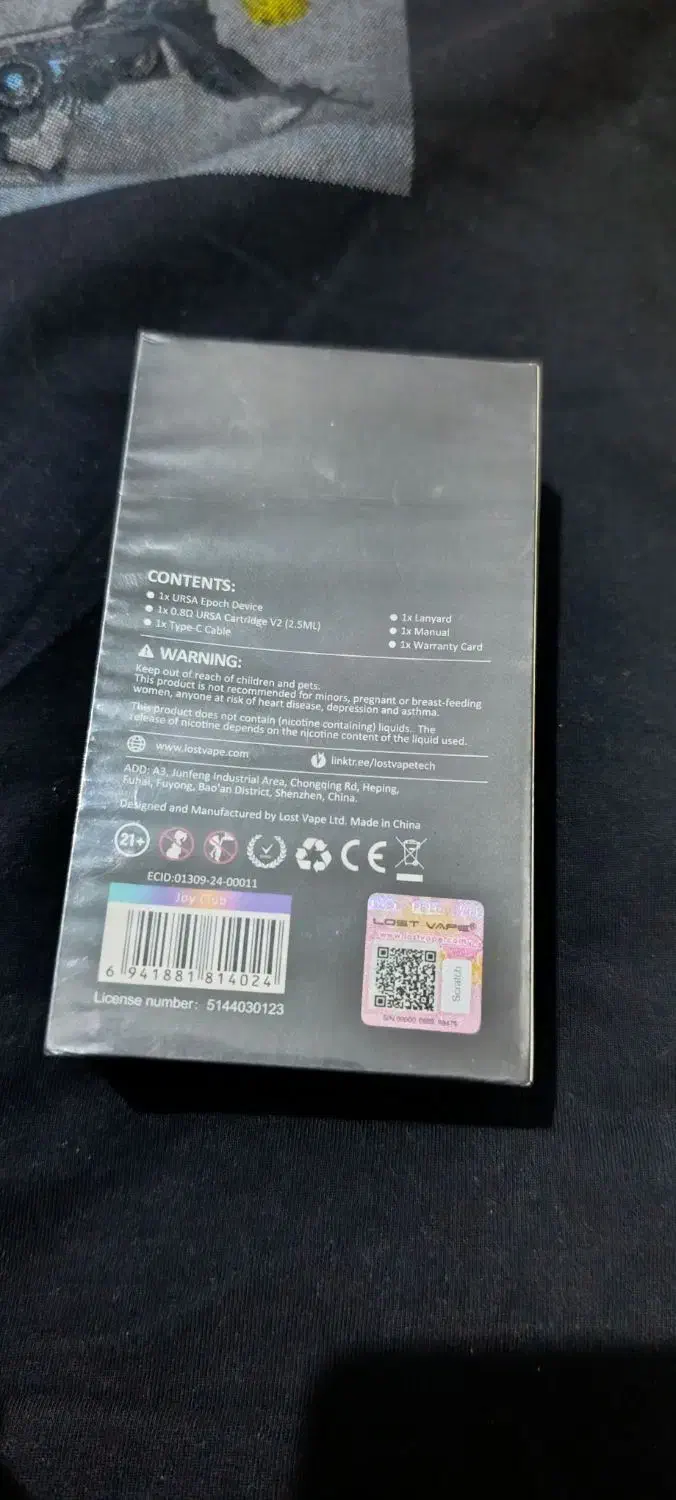 CONTENTS:
1x URSA Epoch Device
1x 0.8Ω URSA Cartridge V2 (2.5ML)
1x Type-C Cable
1x Lanyard
1x Manual
1x Warranty Card
WARNING:
Keep out of reach of children and pets.
This product is not recommended for minors, pregnant or breast-feeding
women, anyone at risk of heart disease, depression and asthma.
This product does not contain (nicotine containing) liquids. The
release of nicotine depends on the nicotine content of the liquid used.
www.lostvape.com
linktr.ee/lostvapetech
ADD: A3, Junfeng Industrial Area, Chongqing Rd, Heping,
Fuhai, Fuyong, Bao'an District, Shenzhen, China.
Designed and Manufactured by Lost Vape Ltd. Made in China
21+
CE
ECID:01309-24-00011
Joy Club
6 941881 814024
License number: 5144030123
LOST VAPE®
www.lostvape.com
Scratch